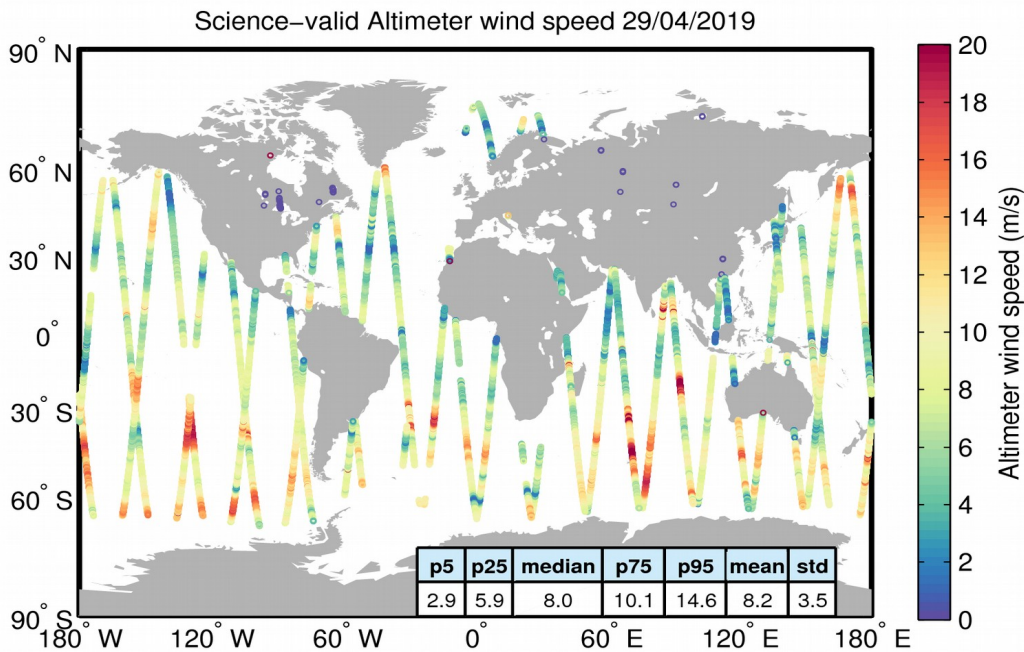 Science−valid Altimeter wind speed 29/04/2019
90° N
60° N
30° N
0°
30° S
60° S
90° S
180° W
120° W
60° W
0°
60° E
120° E
180° E
p5 p25 median p75 p95 mean std
2.9 5.9 8.0 10.1 14.6 8.2 3.5
20
18
16
14
12
10
8
6
4
2
0
Altimeter wind speed (m/s)